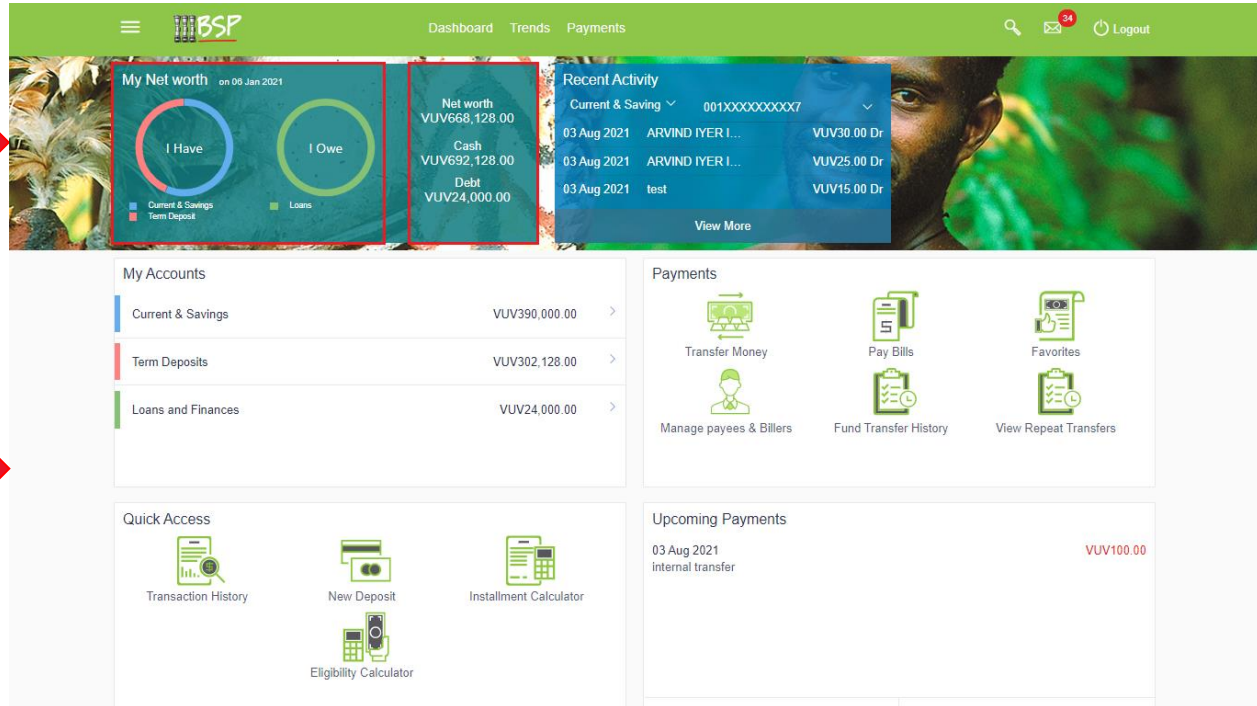 BSP
Dashboard Trends Payments
34
Logout
My Net worth on 06 Jan 2021
I Have
I Owe
Current & Savings
Term Deposit
Loans
Net worth
VUV668,128.00
Cash
VUV692,128.00
Debt
VUV24,000.00
Recent Activity
Current & Saving 001XXXXXXXXX7
03 Aug 2021 ARVIND IYER I... VUV30.00 Dr
03 Aug 2021 ARVIND IYER I... VUV25.00 Dr
03 Aug 2021 test VUV15.00 Dr
View More
My Accounts
Current & Savings VUV390,000.00
Term Deposits VUV302,128.00
Loans and Finances VUV24,000.00
Payments
Transfer Money
Pay Bills
Favorites
Manage payees & Billers
Fund Transfer History
View Repeat Transfers
Quick Access
Transaction History
New Deposit
Installment Calculator
Eligibility Calculator
Upcoming Payments
03 Aug 2021 VUV100.00
internal transfer